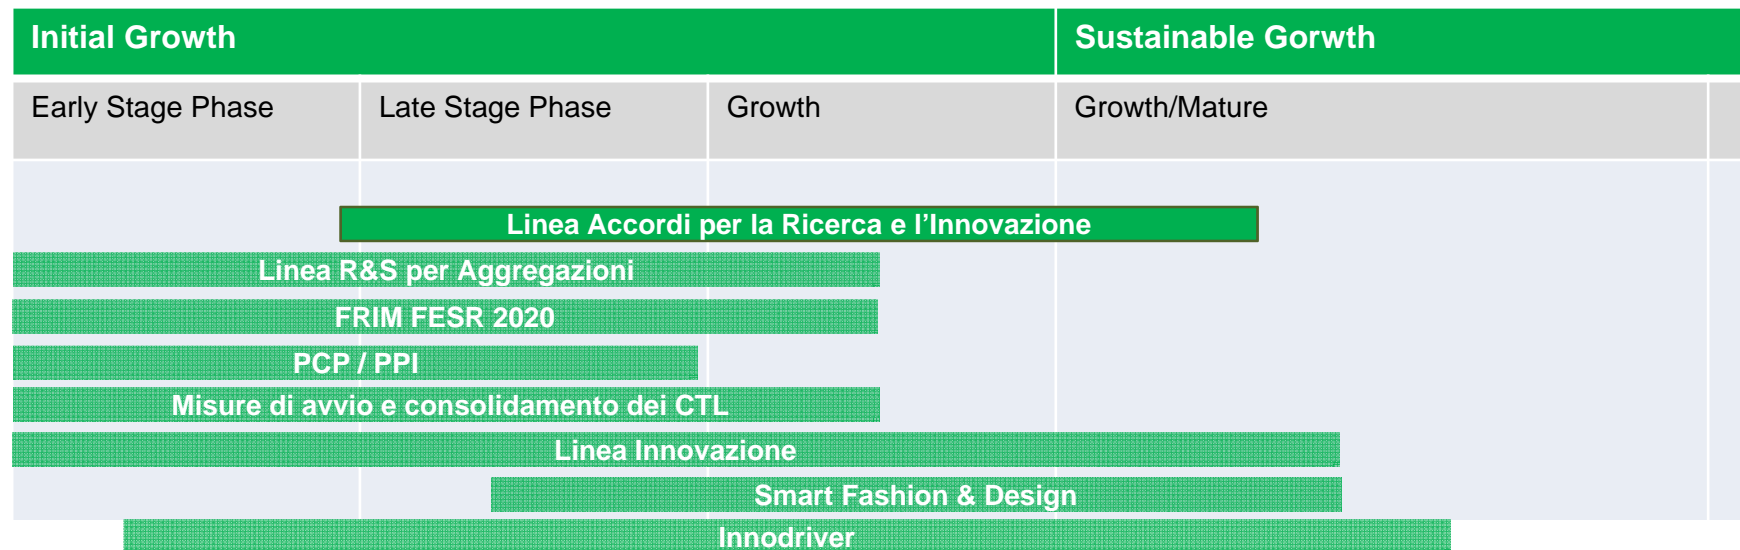 Initial Growth
Sustainable Gorwth
Early Stage Phase
Late Stage Phase
Growth
Growth/Mature
Linea Accordi per la Ricerca e l’Innovazione
Linea R&S per Aggregazioni
FRIM FESR 2020
PCP / PPI
Misure di avvio e consolidamento dei CTL
Linea Innovazione
Smart Fashion & Design
Innodriver